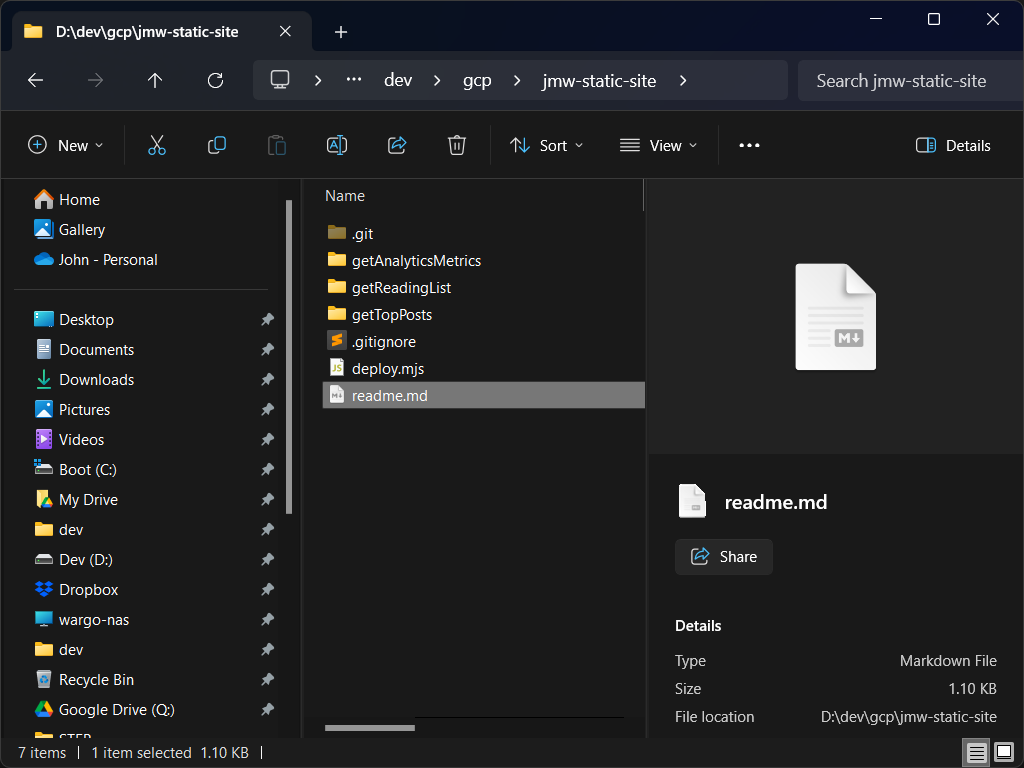 D:\dev\gcp\jmw-static-site
dev gcp jmw-static-site Search jmw-static-site
New Sort View ... Details
Home
Gallery
John - Personal
Desktop
Documents
Downloads
Pictures
Videos
Boot (C:)
My Drive
dev
Dev (D:)
Dropbox
wargo-nas
dev
Recycle Bin
Google Drive (Q:)
Name
.git
getAnalyticsMetrics
getReadingList
getTopPosts
.gitignore
JS deploy.mjs
readme.md
M
readme.md
Share
Details
Type Markdown File
Size 1.10 KB
File location D:\dev\gcp\jmw-static-site
7 items 1 item selected 1.10 KB